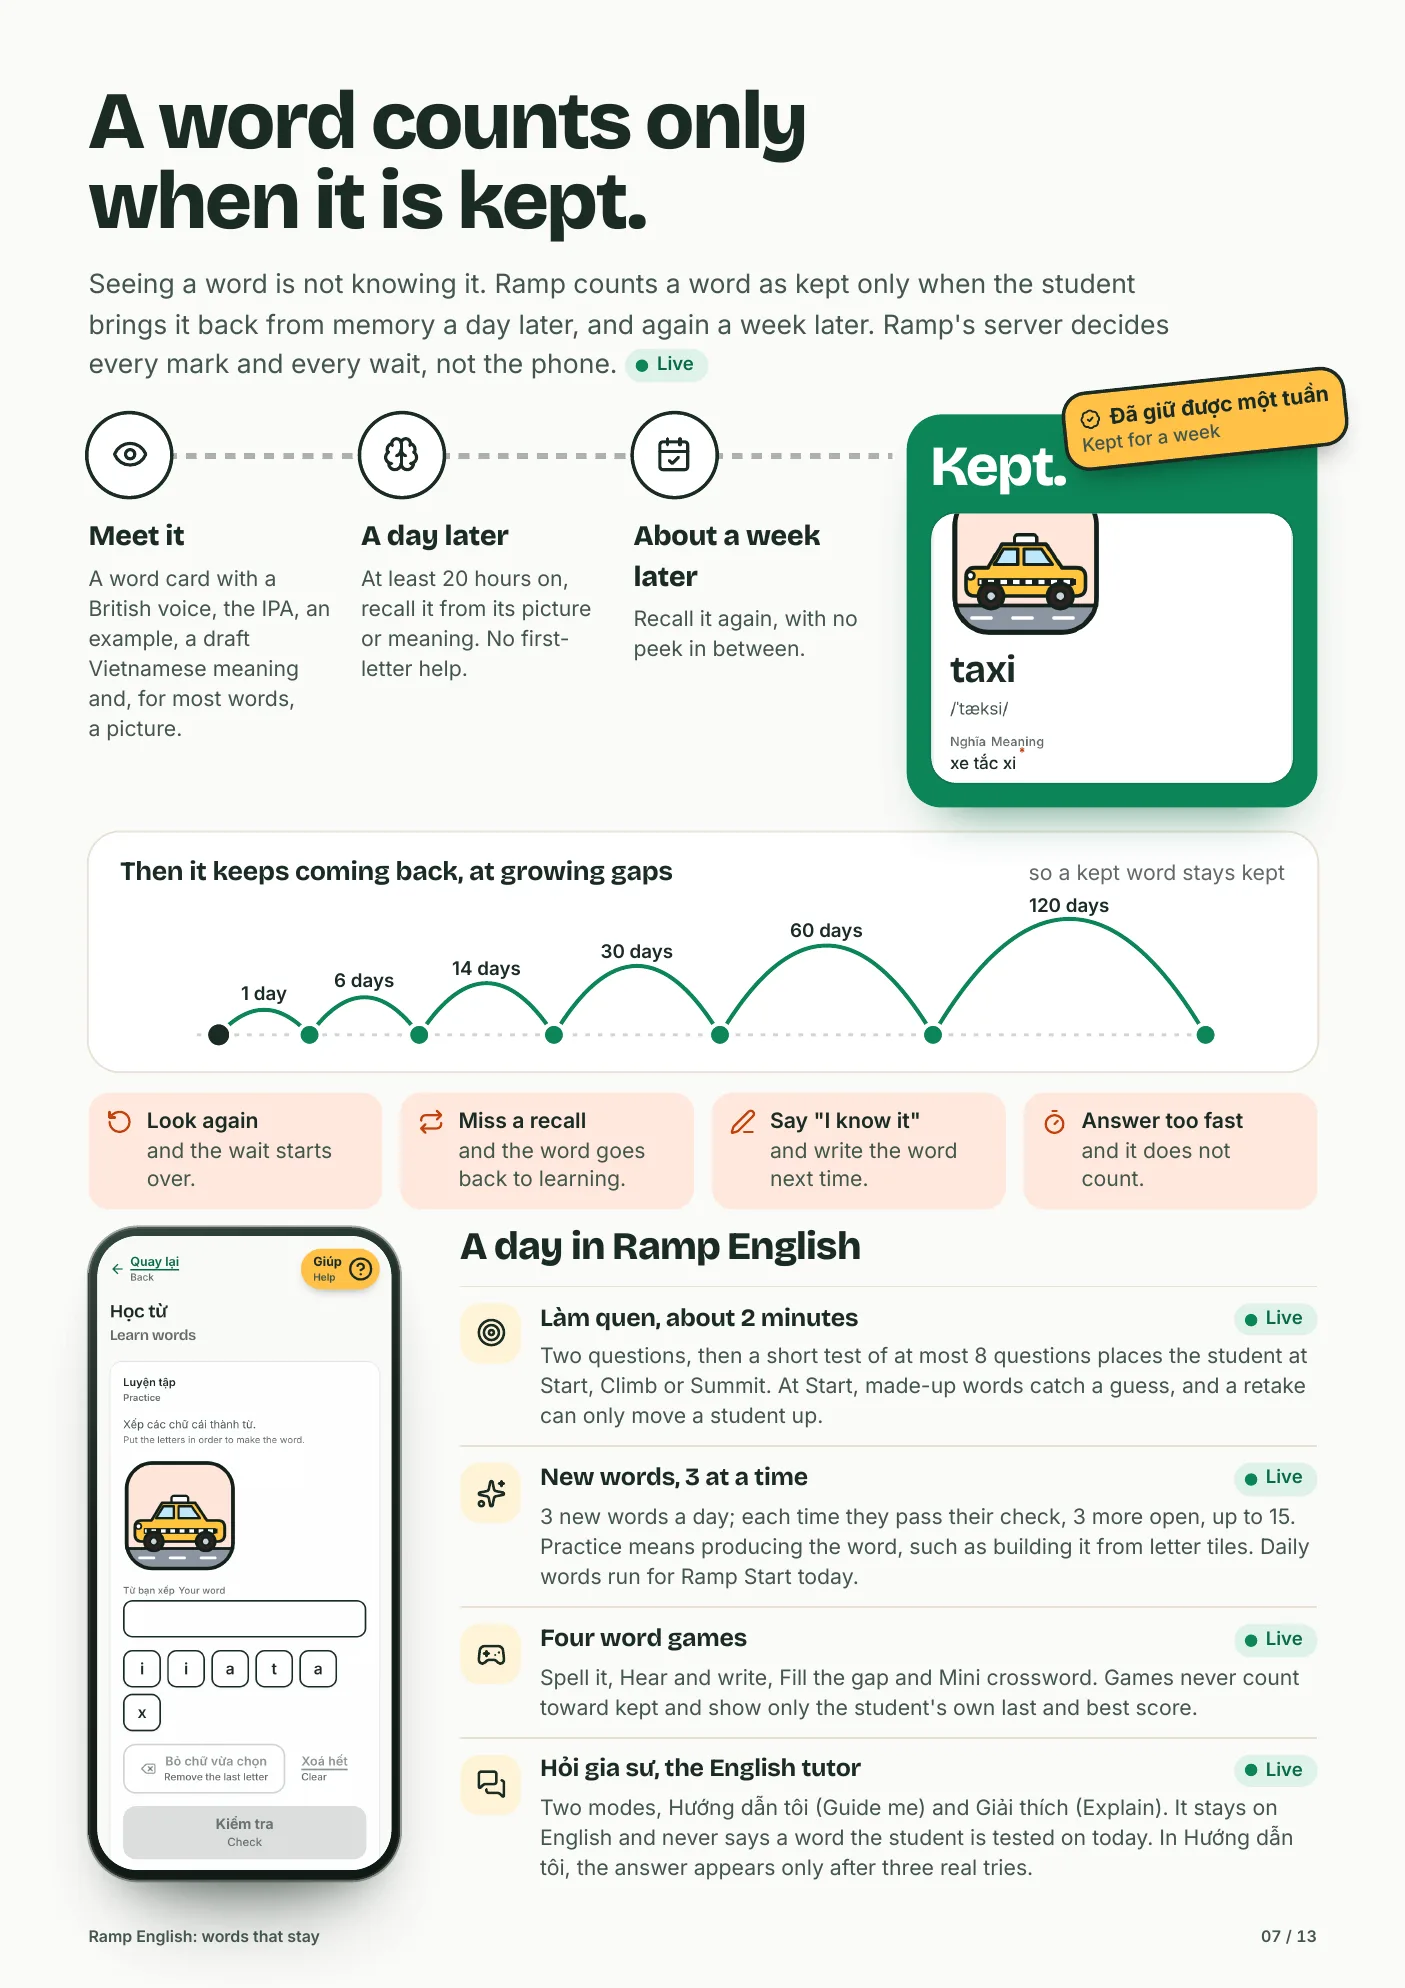 A word counts only
when it is kept.
Seeing a word is not knowing it. Ramp counts a word as kept only when the student
brings it back from memory a day later, and again a week later. Ramp's server decides
every mark and every wait, not the phone. Live
Meet it
A word card with a
British voice, the IPA, an
example, a draft
Vietnamese meaning
and, for most words,
a picture.
A day later
At least 20 hours on,
recall it from its picture
or meaning. No first-
letter help.
About a week
later
Recall it again, with no
peek in between.
Đã giữ được một tuần
Kept for a week
Kept.
taxi
/ˈtæksi/
Nghĩa Meaning
xe tắc xi
Then it keeps coming back, at growing gaps
so a kept word stays kept
1 day
6 days
14 days
30 days
60 days
120 days
Look again
and the wait starts
over.
Miss a recall
and the word goes
back to learning.
Say "I know it"
and write the word
next time.
Answer too fast
and it does not
count.
Quay lại
Back
Giúp
Help
Học từ
Learn words
Luyện tập
Practice
Xếp các chữ cái thành từ.
Put the letters in order to make the word.
Từ bạn xếp Your word
i i a t a
x
Bỏ chữ vừa chọn
Remove the last letter
Xoá hết
Clear
Kiểm tra
Check
A day in Ramp English
Làm quen, about 2 minutes
Live
Two questions, then a short test of at most 8 questions places the student at
Start, Climb or Summit. At Start, made-up words catch a guess, and a retake
can only move a student up.
New words, 3 at a time
Live
3 new words a day; each time they pass their check, 3 more open, up to 15.
Practice means producing the word, such as building it from letter tiles. Daily
words run for Ramp Start today.
Four word games
Live
Spell it, Hear and write, Fill the gap and Mini crossword. Games never count
toward kept and show only the student's own last and best score.
Hỏi gia sư, the English tutor
Live
Two modes, Hướng dẫn tôi (Guide me) and Giải thích (Explain). It stays on
English and never says a word the student is tested on today. In Hướng dẫn
tôi, the answer appears only after three real tries.
Ramp English: words that stay
07 / 13